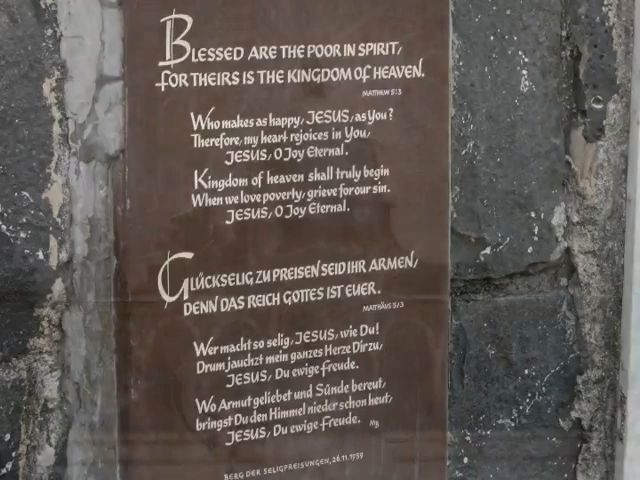 BLESSED ARE THE POOR IN SPIRIT,
FOR THEIRS IS THE KINGDOM OF HEAVEN.
MATTHEW 5:3
Who makes as happy, JESUS, as You?
Therefore, my heart rejoices in You,
JESUS, O Joy Eternal.
Kingdom of heaven shall truly begin
When we love poverty, grieve for our sin.
JESUS, O Joy Eternal.
GLÜCKSELIG ZU PREISEN SEID IHR ARMEN,
DENN DAS REICH GOTTES IST EUER.
MATTHÄUS 5/3
Wer macht so selig, JESUS, wie Du!
Drum jauchzt mein ganzes Herze Dir zu,
JESUS, Du ewige Freude.
Wo Armut geliebet und Sünde bereut,
bringst Du den Himmel nieder schon heut,
JESUS, Du ewige Freude.
MB
BERG DER SELIGPREISUNGEN, 26.11.1959